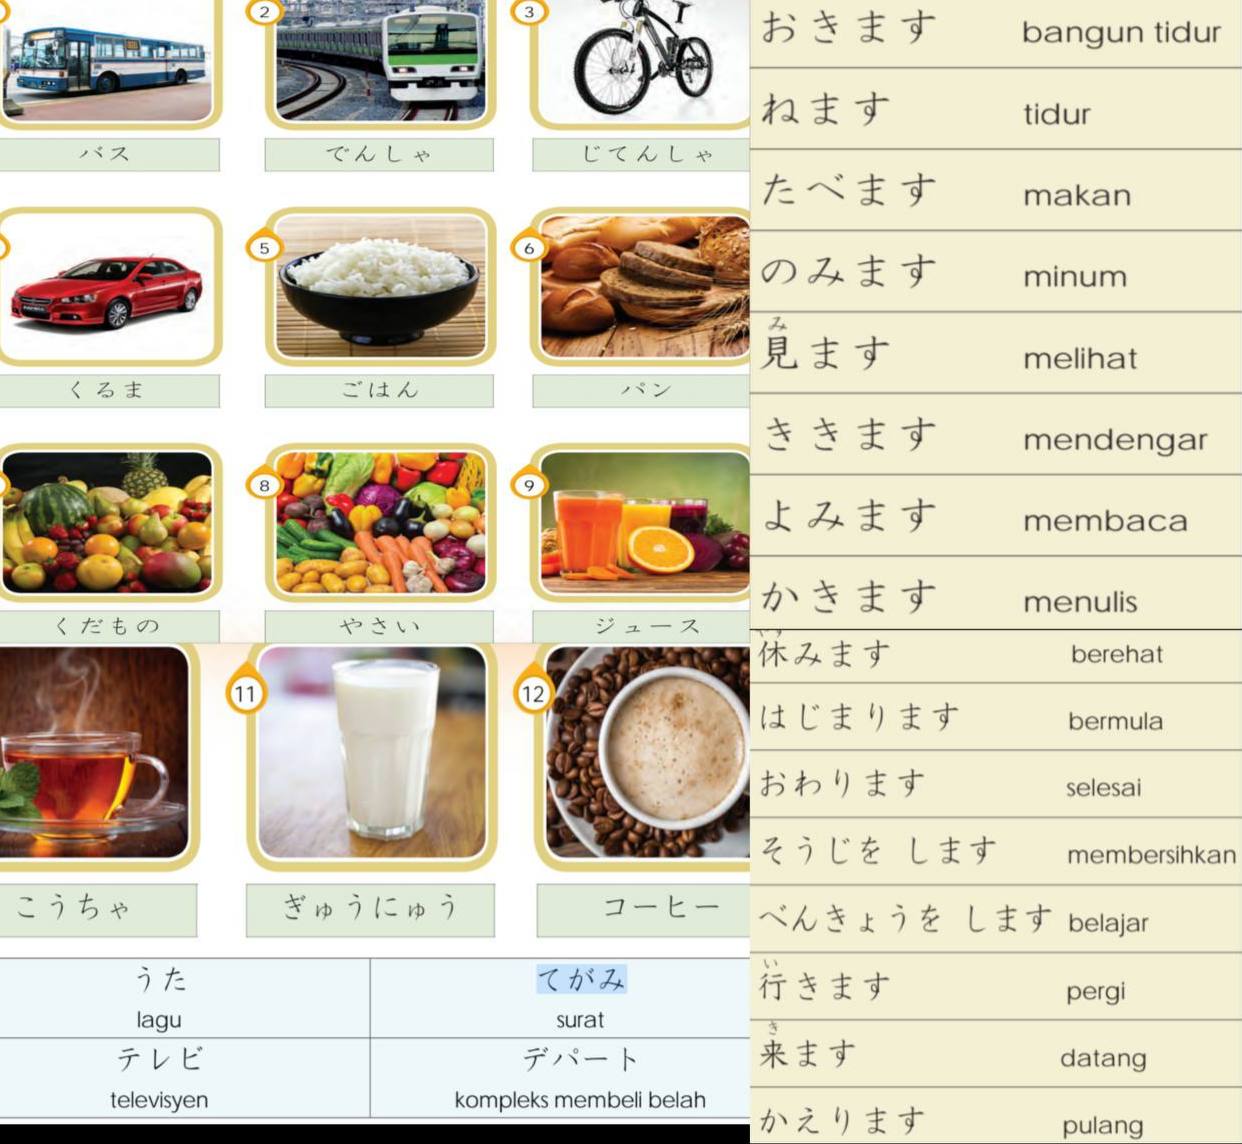 2
3
バス
でんしゃ
じてんしゃ
5
6
くるま
ごはん
パン
8
9
くだもの
やさい
ジュース
11
12
こうちゃ
ぎゅうにゅう
コーヒー
うた
てがみ
lagu
surat
テレビ
デパート
televisyen
kompleks membeli belah
おきます bangun tidur
ねます tidur
たべます makan
のみます minum
み
見ます melihat
ききます mendengar
よみます membaca
かきます menulis
休みます berehat
はじまります bermula
おわります selesai
そうじを します membersihkan
べんきょうを します belajar
い
行きます pergi
き
来ます datang
かえります pulang